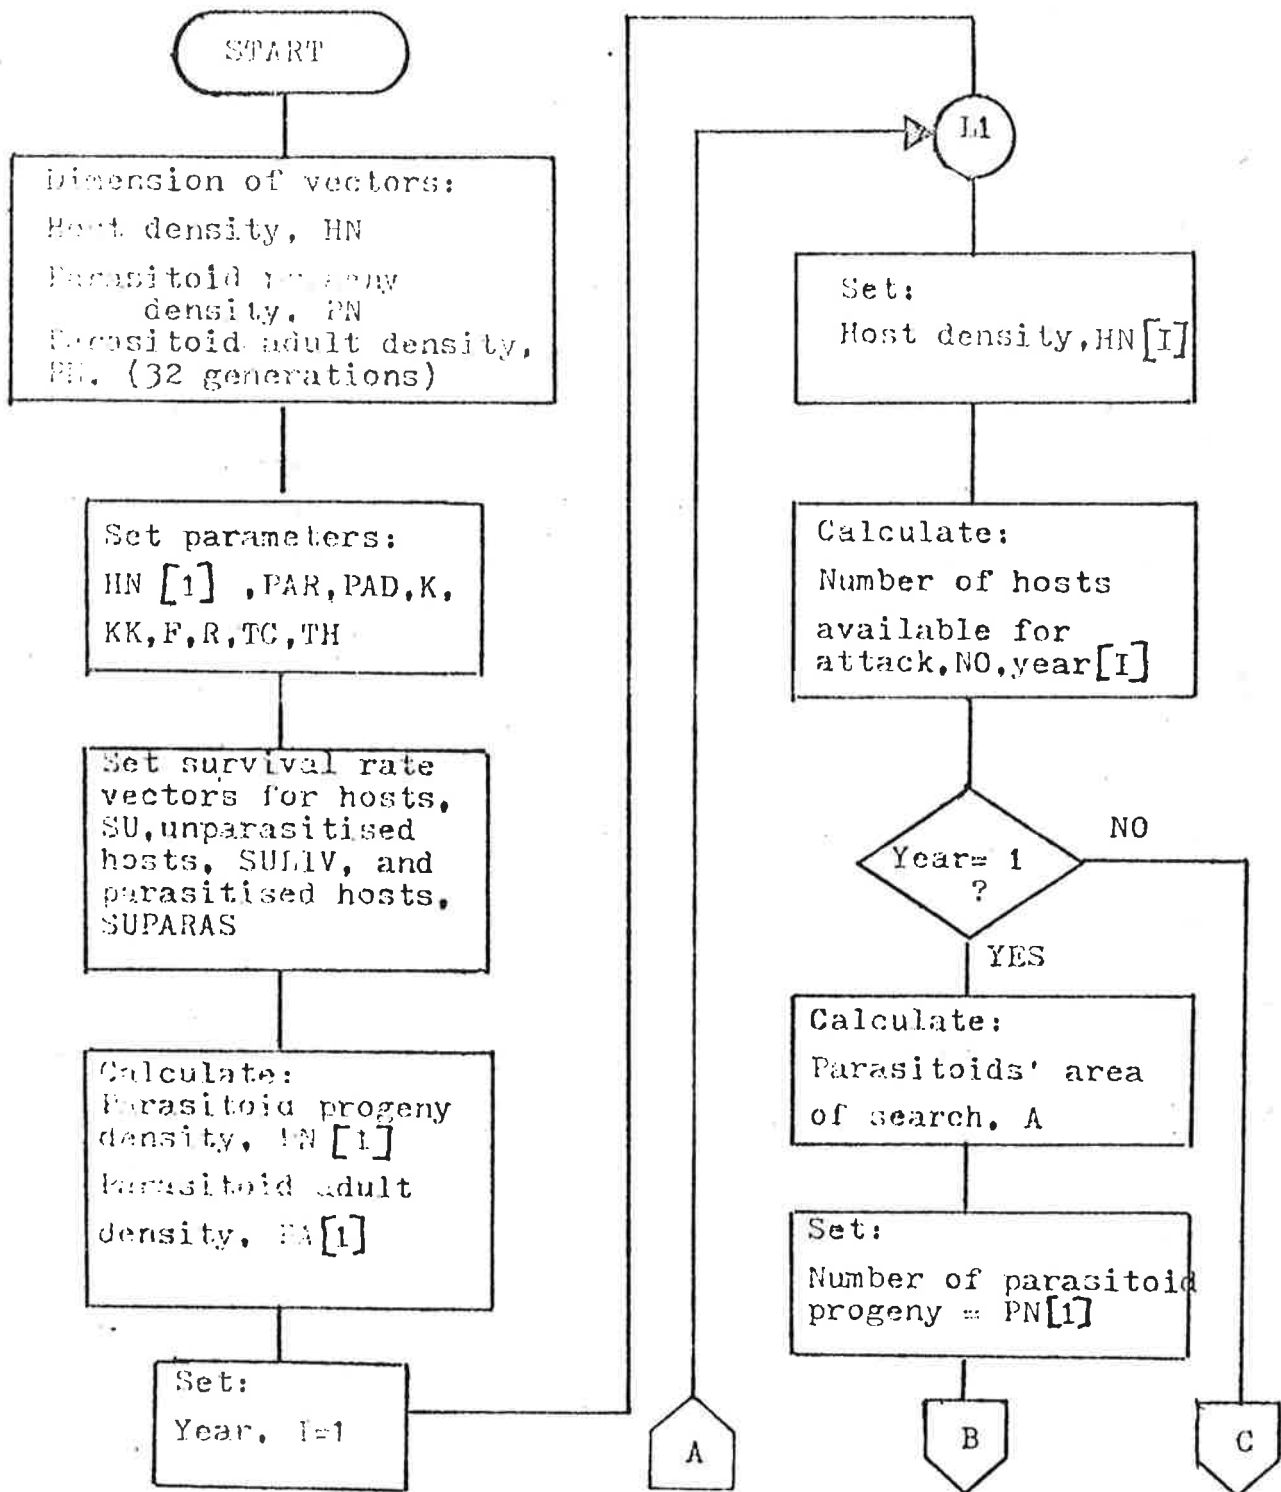 START
Dimension of vectors:
Host density, HN
Parasitoid progeny
density, PN
Parasitoid adult density,
(32 generations)
Set parameters:
HN [1] ,PAR,PAD,K,
KK,F,R,TC,TH
Set survival rate
vectors for hosts,
SU,unparasitised
hosts, SULIV, and
parasitised hosts,
SUPARAS
Calculate:
Parasitoid progeny
density, PN[1]
Parasitoid adult
density, PA[1]
Set:
Year, I=1
L1
Set:
Host density,HN[I]
Calculate:
Number of hosts
available for
attack,NO,year[I]
Year= 1
?
NO
YES
Calculate:
Parasitoids' area
of search, A
Set:
Number of parasitoid
progeny = PN[1]
A
B
C